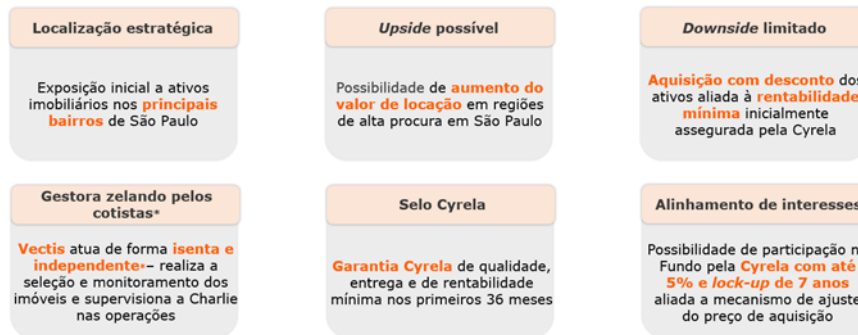 Localização estratégica
Exposição inicial a ativos
imobiliários nos principais
bairros de São Paulo
Upside possível
Possibilidade de aumento do
valor de locação em regiões
de alta procura em São Paulo
Downside limitado
Aquisição com desconto dos
ativos aliada à rentabilidade
mínima inicialmente
assegurada pela Cyrela
Gestora zelando pelos
cotistas*
Vectis atua de forma isenta e
independente*– realiza a
seleção e monitoramento dos
imóveis e supervisiona a Charlie
nas operações
Selo Cyrela
Garantia Cyrela de qualidade,
entrega e de rentabilidade
mínima nos primeiros 36 meses
Alinhamento de interesses
Possibilidade de participação n
Fundo pela Cyrela com até
5% e lock-up de 7 anos
aliada a mecanismo de ajuste
do preço de aquisição